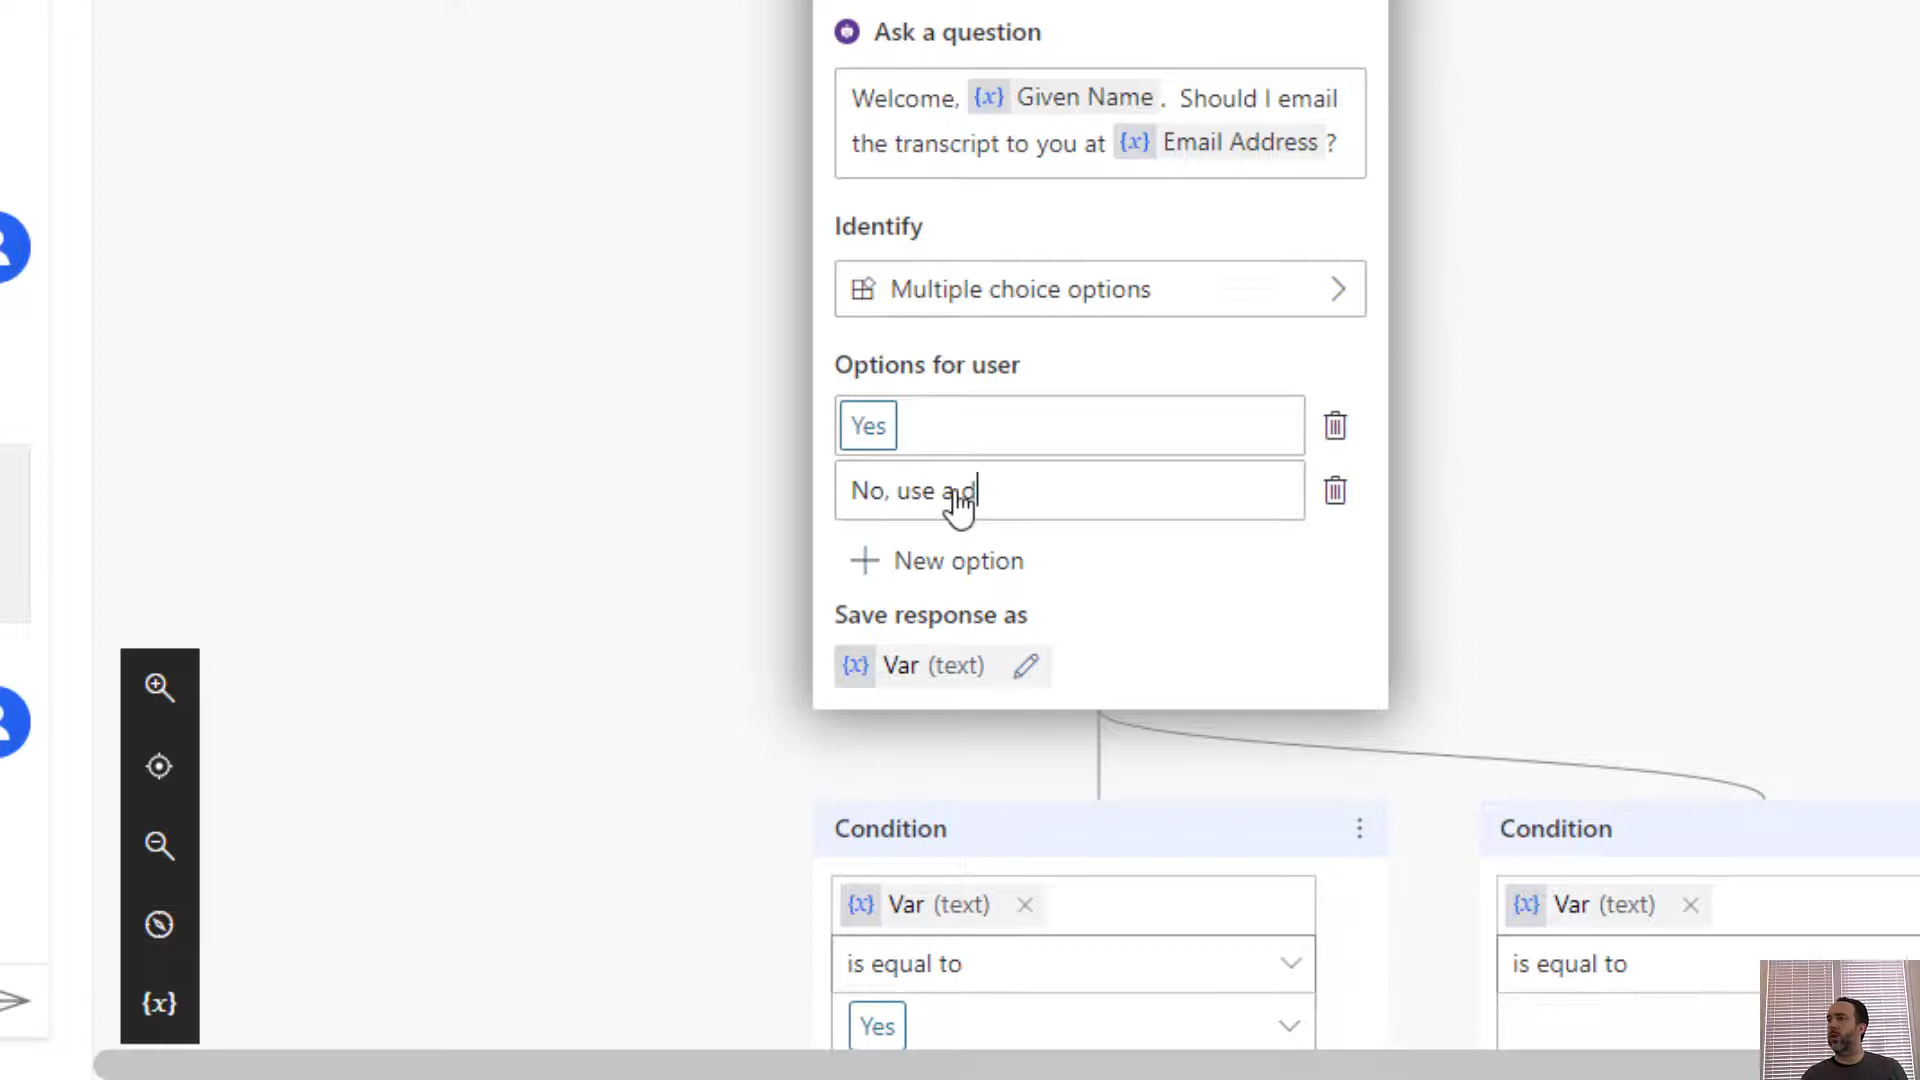 Ask a question
Welcome, {x} Given Name . Should I email
the transcript to you at {x} Email Address ?
Identify
Multiple choice options
Options for user
Yes
No, use a d
New option
Save response as
{x} Var (text)
Condition
Condition
{x} Var (text)
{x} Var (text)
is equal to
is equal to
Yes
{x}